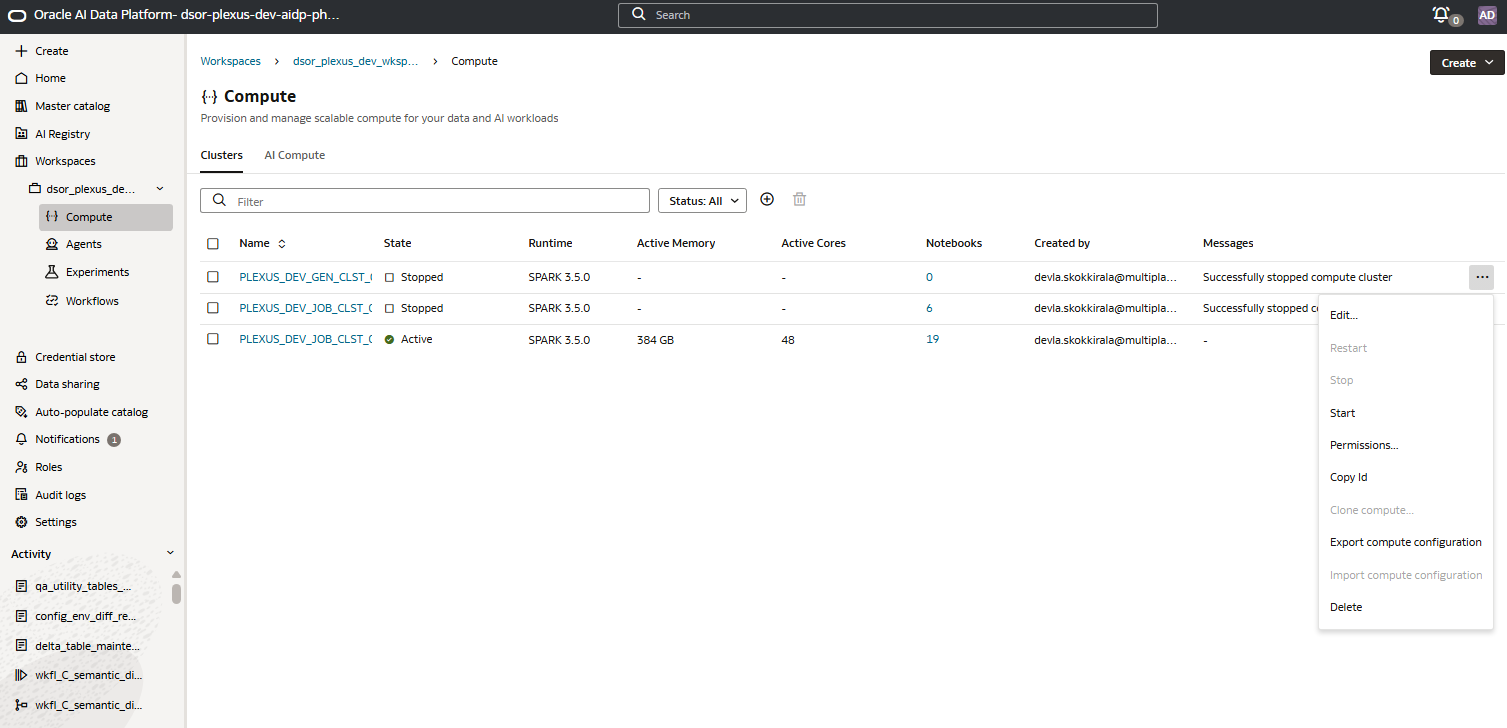 Oracle AI Data Platform- dsor-plexus-dev-aidp-ph...
Search
0
AD
Create
Home
Master catalog
AI Registry
Workspaces
dsor_plexus_de...
Compute
Agents
Experiments
Workflows
Credential store
Data sharing
Auto-populate catalog
Notifications 1
Roles
Audit logs
Settings
Activity
qa_utility_tables_...
config_env_diff_re...
delta_table_mainte...
wkfl_C_semantic_di...
wkfl_C_semantic_di...
Workspaces > dsor_plexus_dev_wksp... > Compute
Create
Compute
Provision and manage scalable compute for your data and AI workloads
Clusters AI Compute
Filter
Status: All
Name State Runtime Active Memory Active Cores Notebooks Created by Messages
PLEXUS_DEV_GEN_CLST_ Stopped SPARK 3.5.0 - - 0 devla.skokkirala@multipla... Successfully stopped compute cluster ...
PLEXUS_DEV_JOB_CLST_ Stopped SPARK 3.5.0 - - 6 devla.skokkirala@multipla... Successfully stopped
PLEXUS_DEV_JOB_CLST_ Active SPARK 3.5.0 384 GB 48 19 devla.skokkirala@multipla... -
Edit...
Restart
Stop
Start
Permissions...
Copy Id
Clone compute...
Export compute configuration
Import compute configuration
Delete